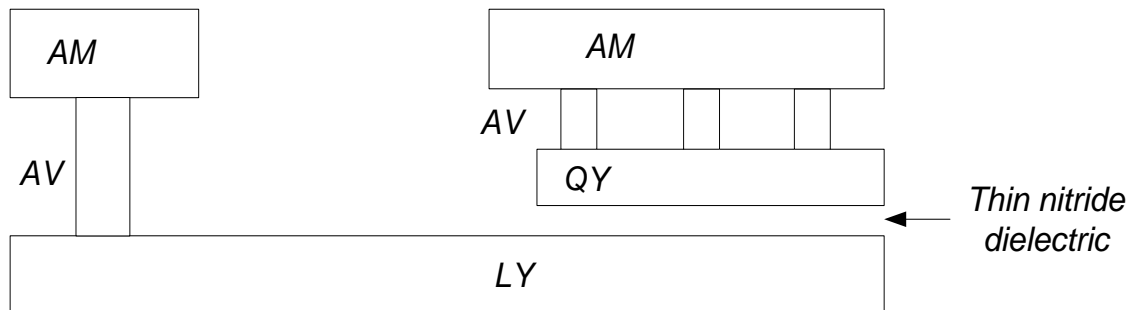 AM
AM
AV
AV
QY
Thin nitride
dielectric
LY